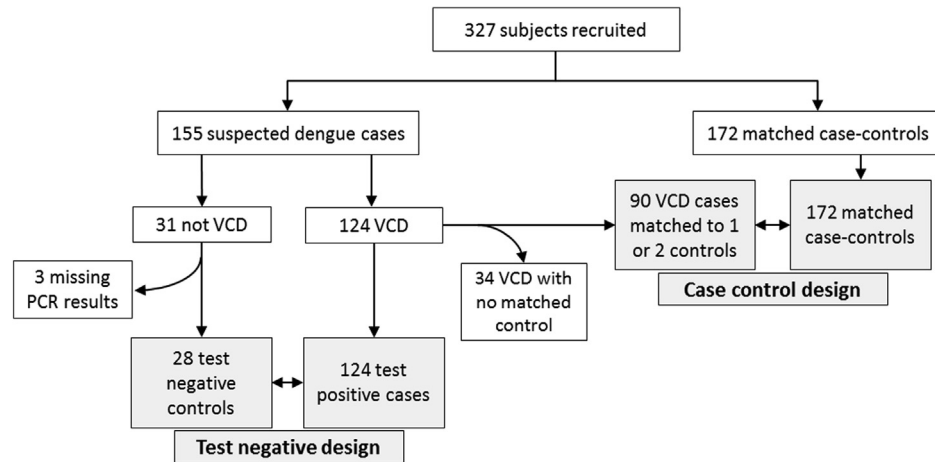 327 subjects recruited
155 suspected dengue cases
172 matched case-controls
31 not VCD
124 VCD
90 VCD cases
matched to 1
or 2 controls
172 matched
case-controls
3 missing
PCR results
34 VCD with
no matched
control
Case control design
28 test
negative
controls
124 test
positive cases
Test negative design